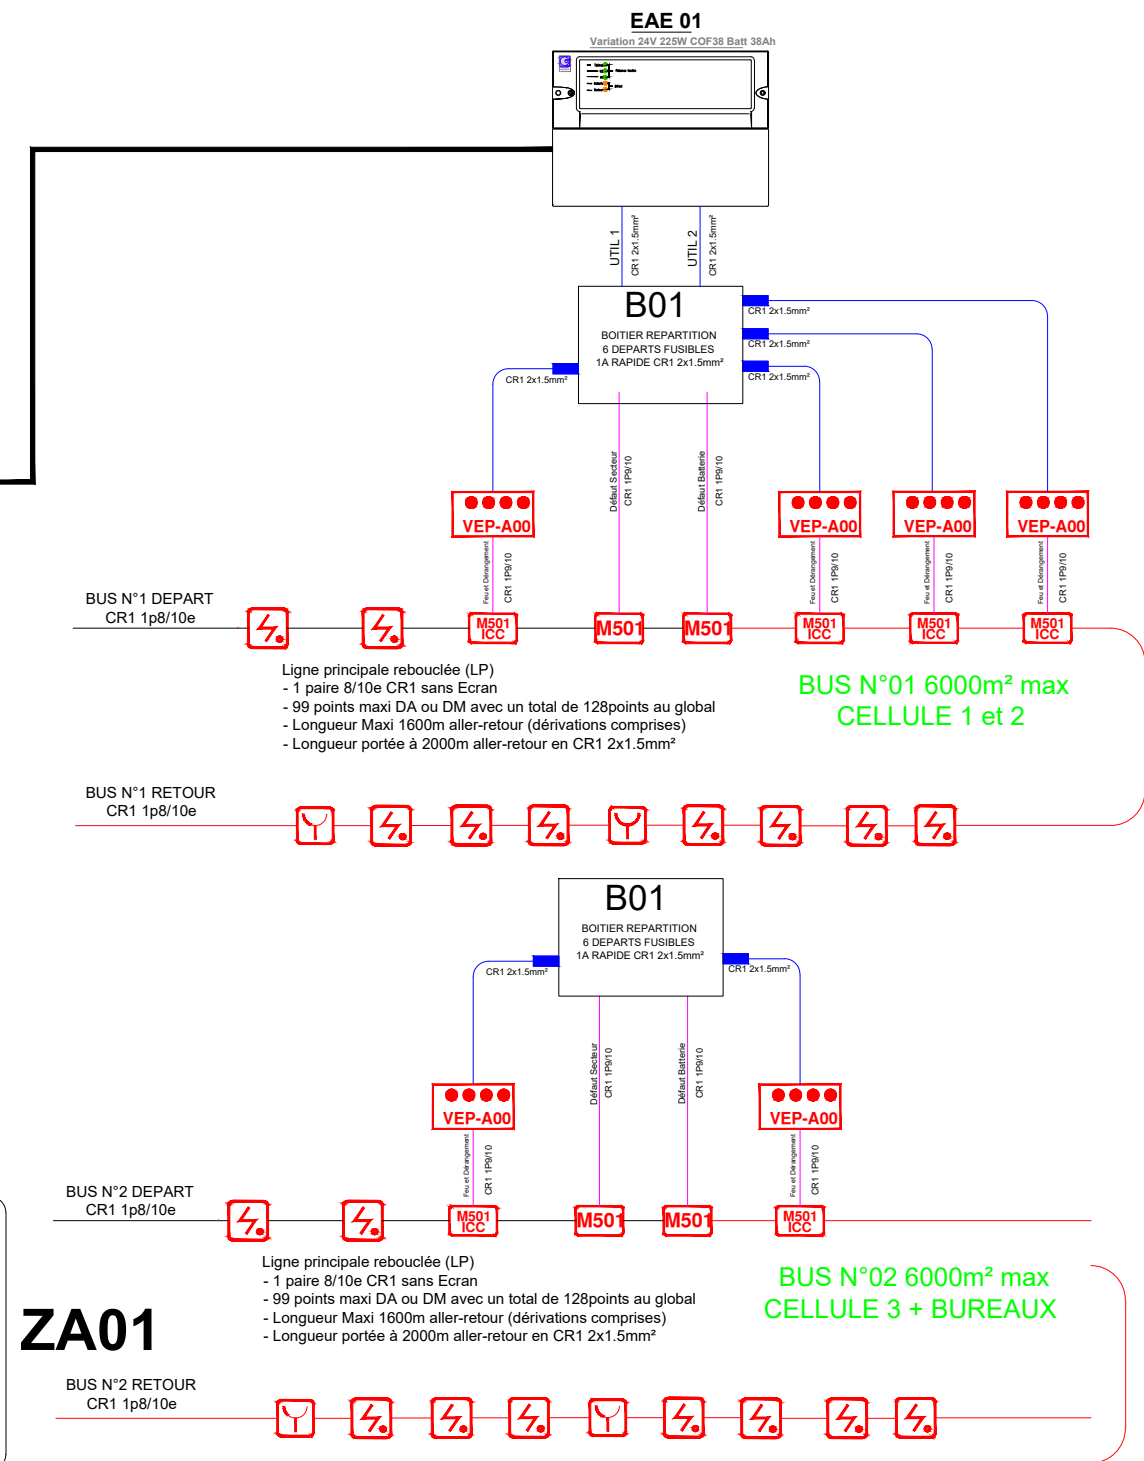 EAE 01
Variation 24V 225W COF38 Batt 38Ah
UTIL 1
CR1 2x1.5mm²
UTIL 2
CR1 2x1.5mm²
B01
BOITIER REPARTITION
6 DEPARTS FUSIBLES
1A RAPIDE CR1 2x1.5mm²
CR1 2x1.5mm²
CR1 2x1.5mm²
CR1 2x1.5mm²
CR1 2x1.5mm²
Défaut Secteur
CR1 1P9/10
Défaut Batterie
CR1 1P9/10
VEP-A00
VEP-A00
VEP-A00
VEP-A00
Feu et Dérangement
CR1 1P9/10
Feu et Dérangement
CR1 1P9/10
Feu et Dérangement
CR1 1P9/10
Feu et Dérangement
CR1 1P9/10
BUS N°1 DEPART
CR1 1p8/10e
M501
ICC
M501
M501
M501
ICC
M501
ICC
M501
ICC
Ligne principale rebouclée (LP)
- 1 paire 8/10e CR1 sans Ecran
- 99 points maxi DA ou DM avec un total de 128points au global
- Longueur Maxi 1600m aller-retour (dérivations comprises)
- Longueur portée à 2000m aller-retour en CR1 2x1.5mm²
BUS N°01 6000m² max
CELLULE 1 et 2
BUS N°1 RETOUR
CR1 1p8/10e
B01
BOITIER REPARTITION
6 DEPARTS FUSIBLES
1A RAPIDE CR1 2x1.5mm²
CR1 2x1.5mm²
CR1 2x1.5mm²
Défaut Secteur
CR1 1P9/10
Défaut Batterie
CR1 1P9/10
VEP-A00
VEP-A00
Feu et Dérangement
CR1 1P9/10
Feu et Dérangement
CR1 1P9/10
BUS N°2 DEPART
CR1 1p8/10e
M501
ICC
M501
M501
M501
ICC
Ligne principale rebouclée (LP)
- 1 paire 8/10e CR1 sans Ecran
- 99 points maxi DA ou DM avec un total de 128points au global
- Longueur Maxi 1600m aller-retour (dérivations comprises)
- Longueur portée à 2000m aller-retour en CR1 2x1.5mm²
BUS N°02 6000m² max
CELLULE 3 + BUREAUX
ZA01
BUS N°2 RETOUR
CR1 1p8/10e